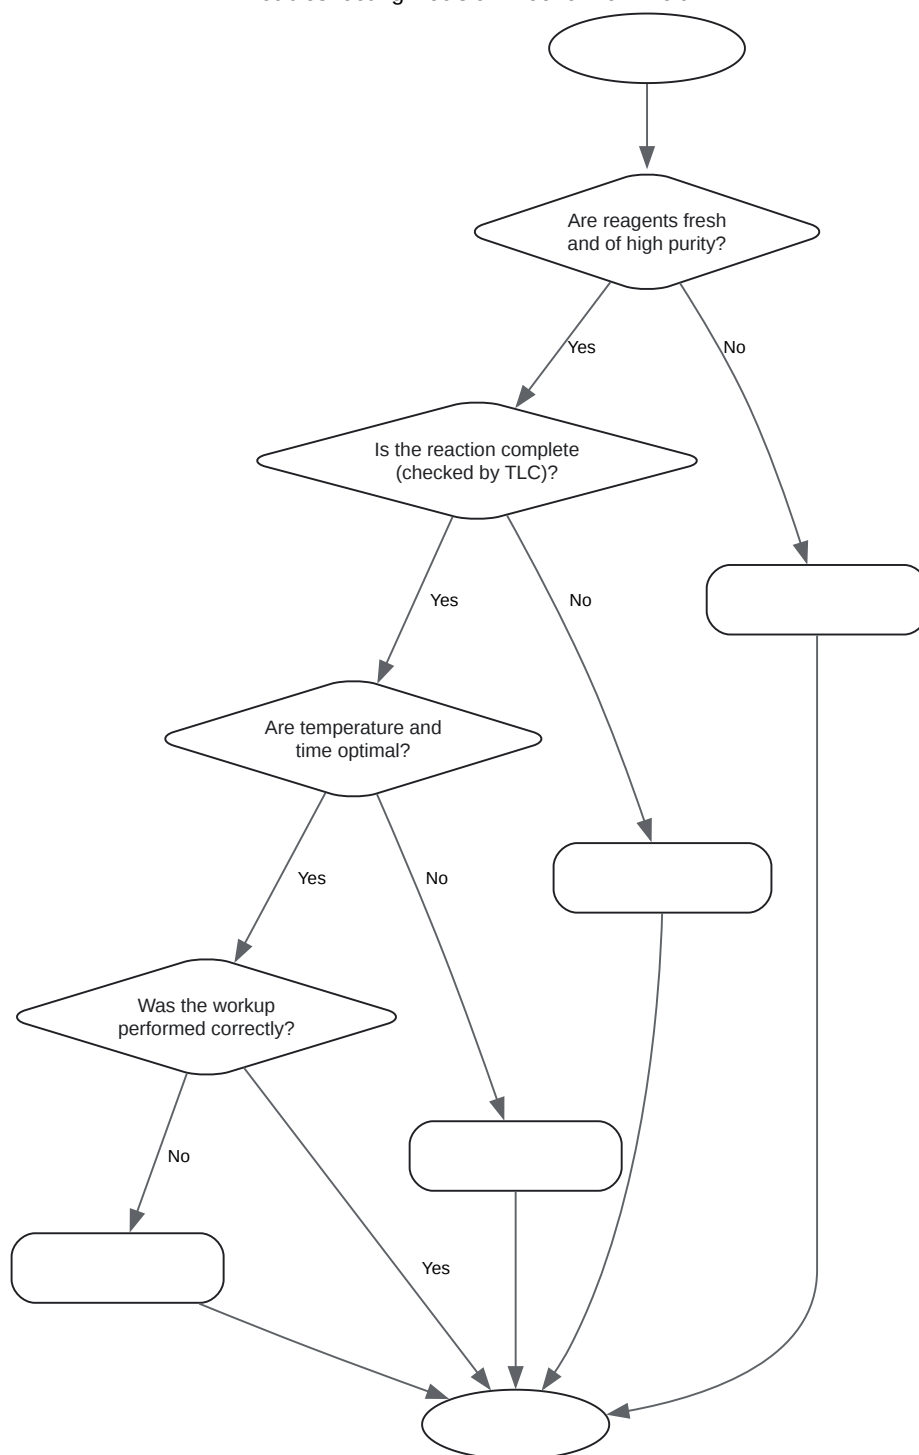 Are reagents fresh
and of high purity?
Yes
No
Is the reaction complete
(checked by TLC)?
Yes
No
Are temperature and
time optimal?
Yes
No
Was the workup
performed correctly?
No
Yes